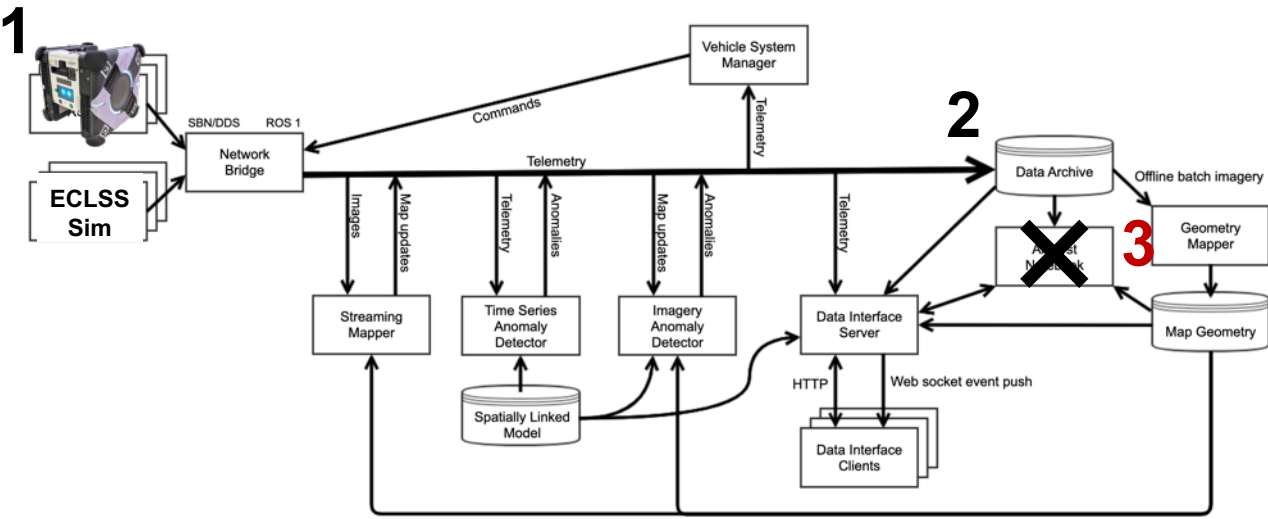 1
SBN/DDS
ROS 1
Network
Bridge
ECLSS
Sim
Vehicle System
Manager
Commands
Telemetry
Telemetry
2
Data Archive
Offline batch imagery
3
Geometry
Mapper
Map Geometry
Images
Map updates
Telemetry
Anomalies
Map updates
Anomalies
Telemetry
Streaming
Mapper
Time Series
Anomaly
Detector
Imagery
Anomaly
Detector
Data Interface
Server
Spatially Linked
Model
HTTP
Web socket event push
Data Interface
Clients